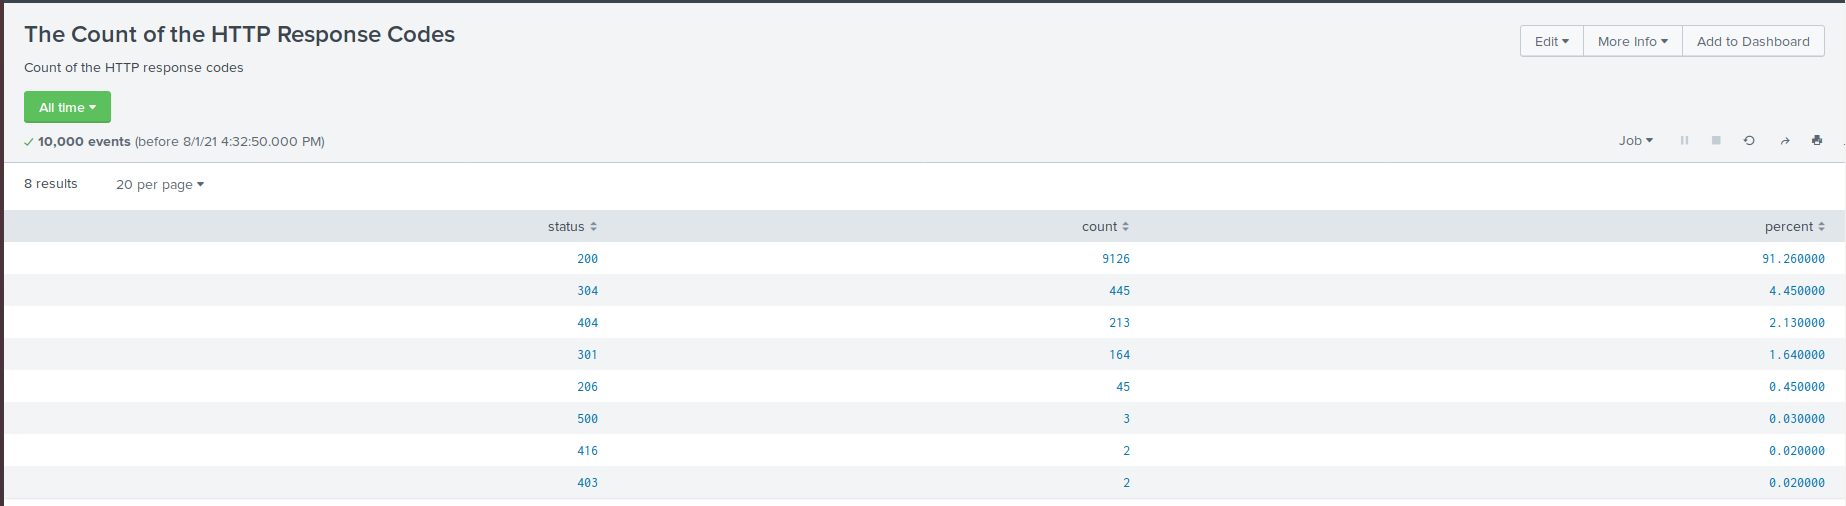 The Count of the HTTP Response Codes
Edit More Info Add to Dashboard
Count of the HTTP response codes
All time
10,000 events (before 8/1/21 4:32:50.000 PM)
Job
8 results 20 per page
status count percent
200 9126 91.260000
304 445 4.450000
404 213 2.130000
301 164 1.640000
206 45 0.450000
500 3 0.030000
416 2 0.020000
403 2 0.020000